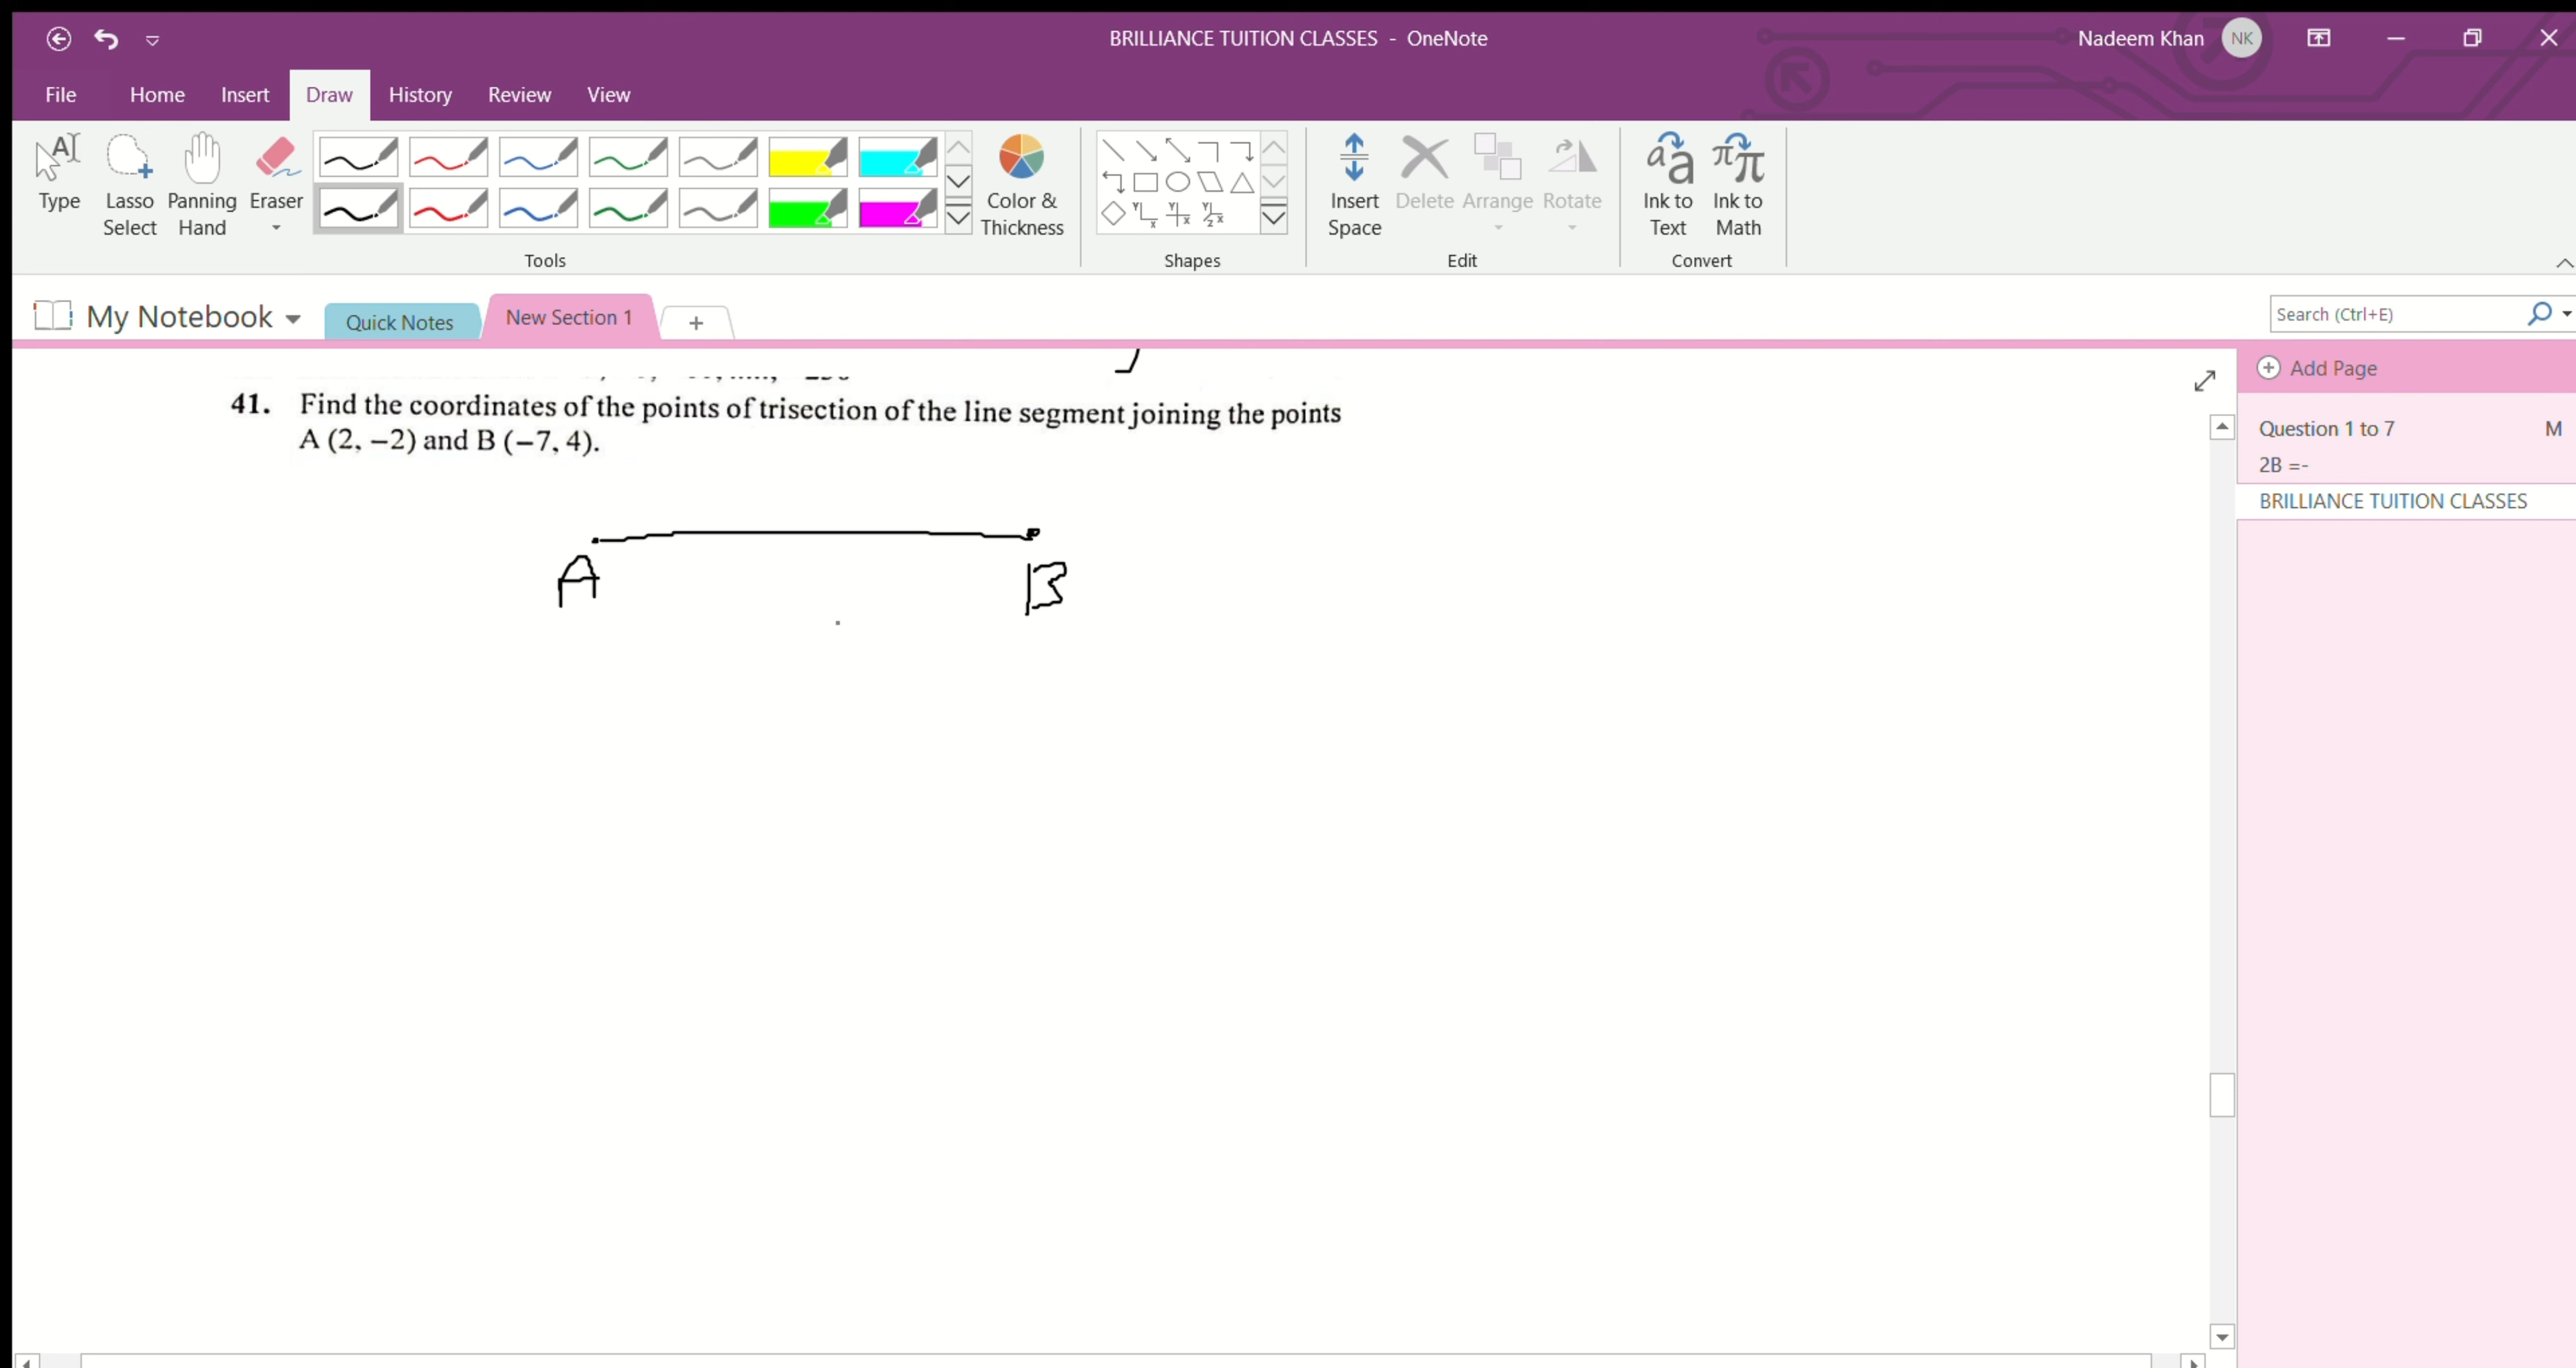 BRILLIANCE TUITION CLASSES - OneNote
Nadeem Khan NK
File Home Insert Draw History Review View
Type
Lasso Select
Panning Hand
Eraser
Color & Thickness
Insert Space
Delete
Arrange
Rotate
Ink to Text
Ink to Math
Tools
Shapes
Edit
Convert
My Notebook
Quick Notes
New Section 1
+
Search (Ctrl+E)
Add Page
Question 1 to 7 M
2B =-
BRILLIANCE TUITION CLASSES
41. Find the coordinates of the points of trisection of the line segment joining the points
A (2, −2) and B (−7, 4).
A B